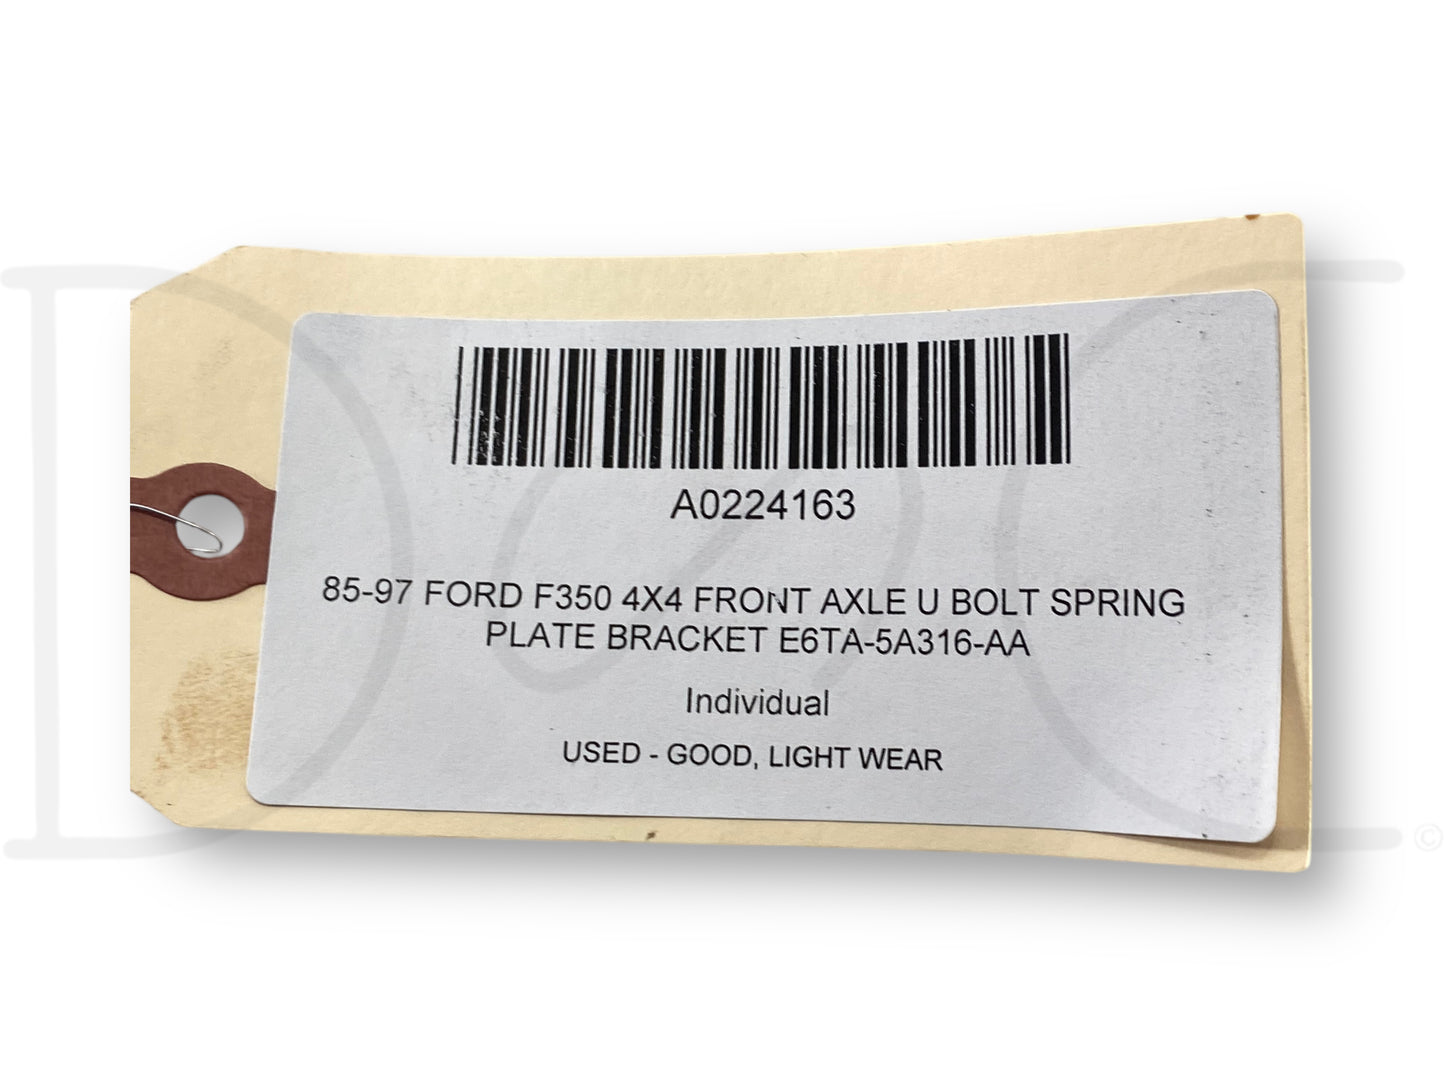 A0224163
85-97 FORD F350 4X4 FRONT AXLE U BOLT SPRING
PLATE BRACKET E6TA-5A316-AA
Individual
USED - GOOD, LIGHT WEAR
©